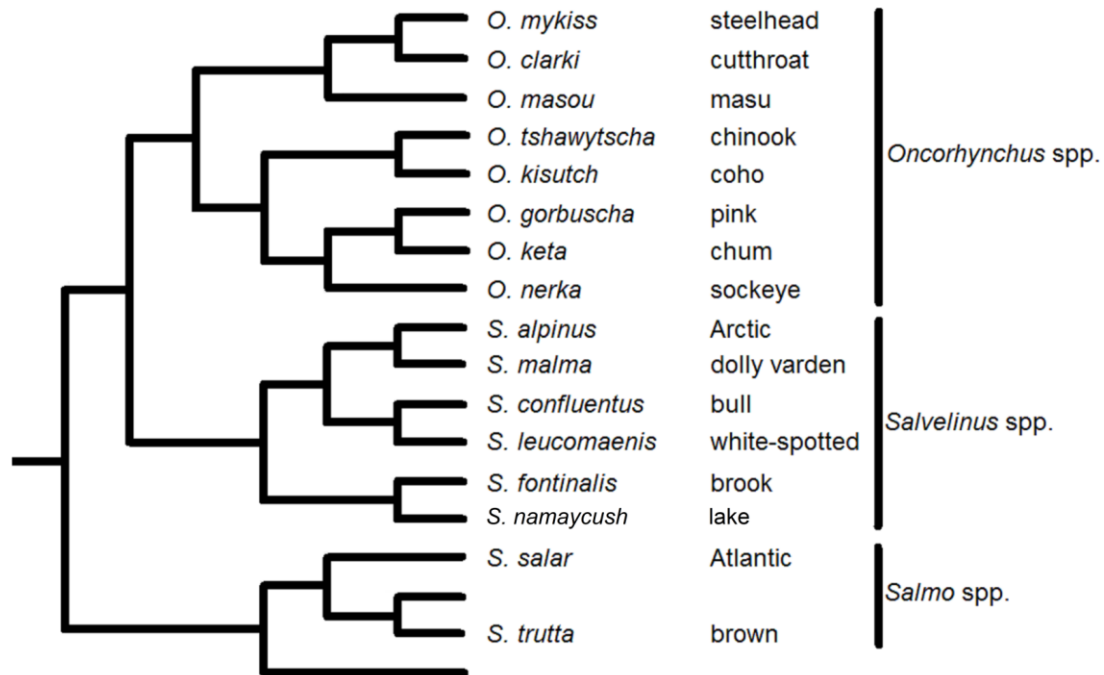 O. mykiss steelhead
O. clarki cutthroat
O. masou masu
O. tshawytscha chinook
Oncorhynchus spp.
O. kisutch coho
O. gorbuscha pink
O. keta chum
O. nerka sockeye
S. alpinus Arctic
S. malma dolly varden
S. confluentus bull
Salvelinus spp.
S. leucomaenis white-spotted
S. fontinalis brook
S. namaycush lake
S. salar Atlantic
Salmo spp.
S. trutta brown